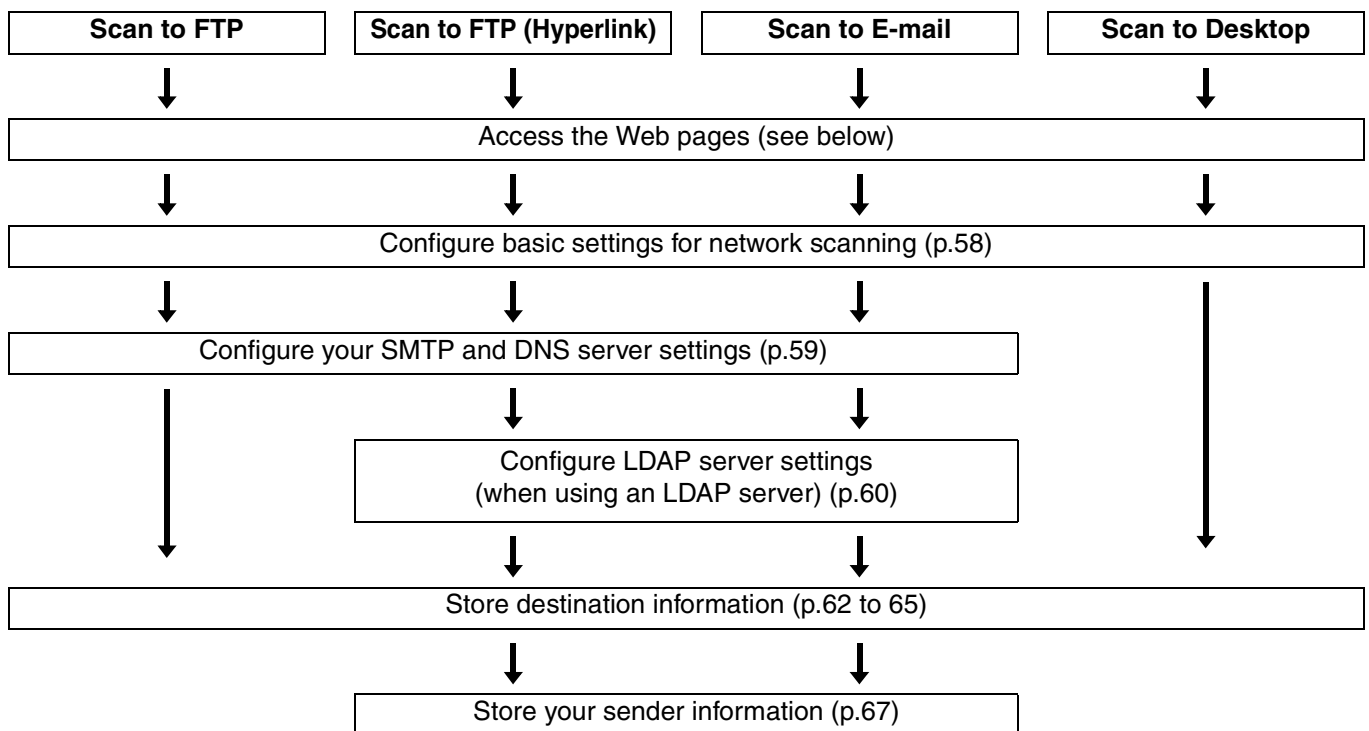 Scan to FTP
Scan to FTP (Hyperlink)
Scan to E-mail
Scan to Desktop
Access the Web pages (see below)
Configure basic settings for network scanning (p.58)
Configure your SMTP and DNS server settings (p.59)
Configure LDAP server settings
(when using an LDAP server) (p.60)
Store destination information (p.62 to 65)
Store your sender information (p.67)